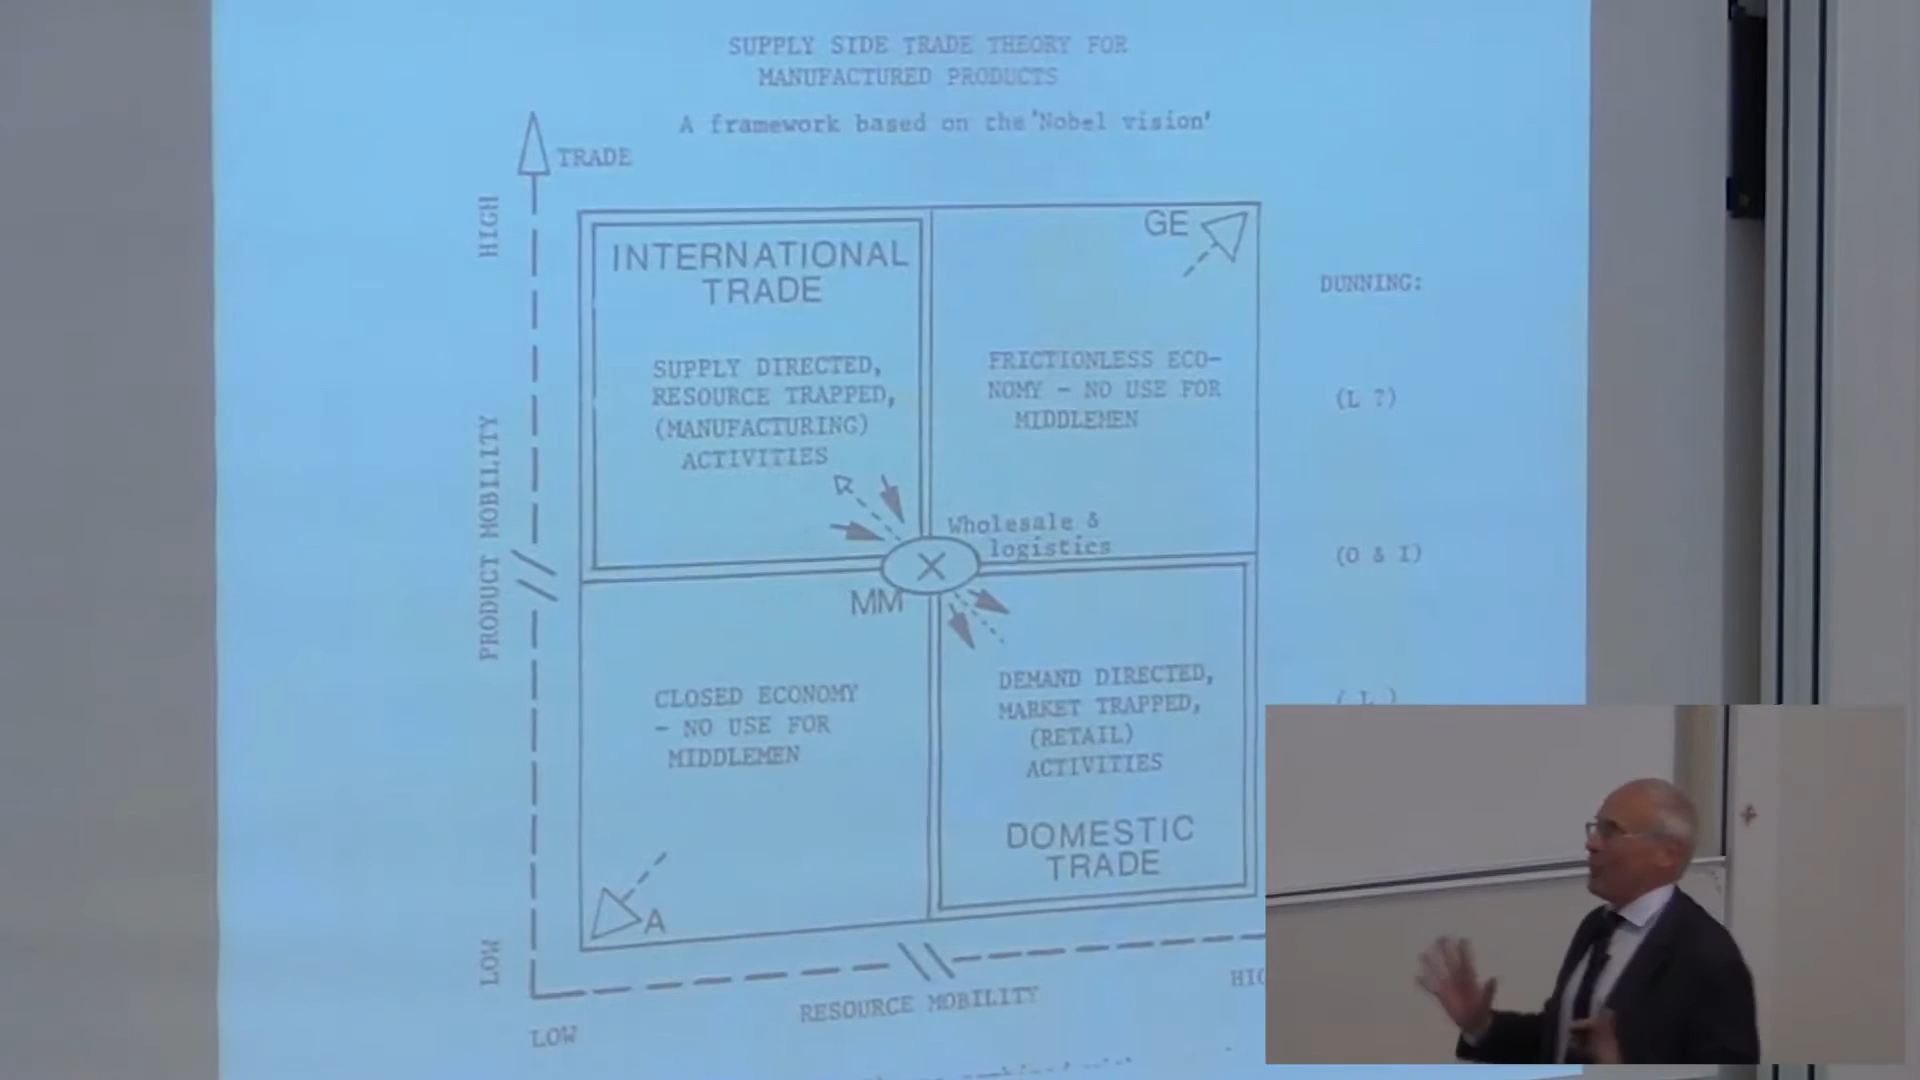 SUPPLY SIDE TRADE THEORY FOR
MANUFACTURED PRODUCTS
A framework based on the 'Nobel vision'
TRADE
HIGH
PRODUCT MOBILITY
LOW
INTERNATIONAL
TRADE
SUPPLY DIRECTED,
RESOURCE TRAPPED,
(MANUFACTURING)
ACTIVITIES
GE
FRICTIONLESS ECO-
NOMY - NO USE FOR
MIDDLEMEN
DUNNING:
(L ?)
(O & I)
(L)
Wholesale &
logistics
X
MM
CLOSED ECONOMY
- NO USE FOR
MIDDLEMEN
A
DEMAND DIRECTED,
MARKET TRAPPED,
(RETAIL)
ACTIVITIES
DOMESTIC
TRADE
LOW
RESOURCE MOBILITY